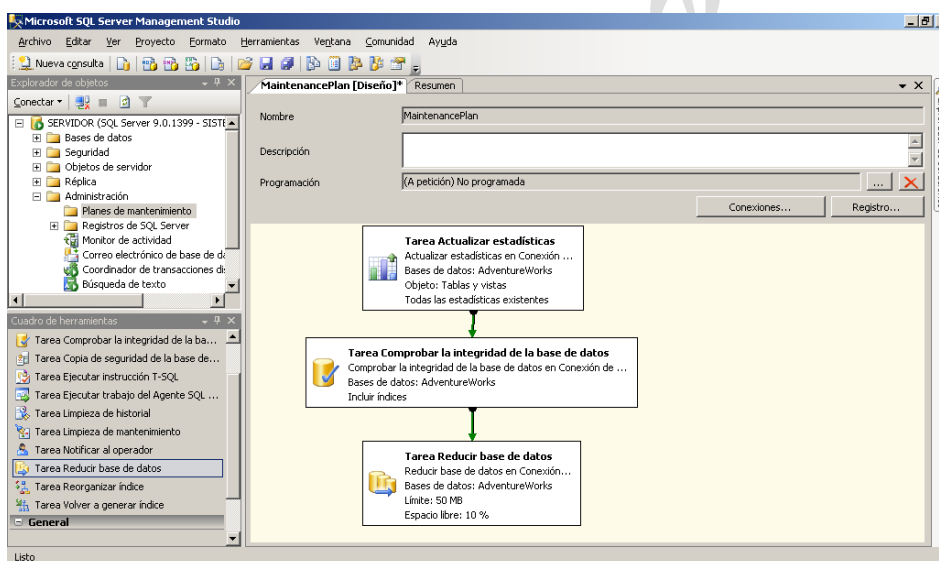 Microsoft SQL Server Management Studio
Archivo Editar Ver Proyecto Formato Herramientas Ventana Comunidad Ayuda
Nueva consulta
Explorador de objetos
MaintenancePlan [Diseño]* Resumen
Conectar
SERVIDOR (SQL Server 9.0.1399 - SISTE
Bases de datos
Seguridad
Objetos de servidor
Réplica
Administración
Planes de mantenimiento
Registros de SQL Server
Monitor de actividad
Correo electrónico de base de da
Coordinador de transacciones dis
Búsqueda de texto
Nombre MaintenancePlan
Descripción
Programación (A petición) No programada ...
Conexiones... Registro...
Tarea Actualizar estadísticas
Actualizar estadísticas en Conexión ...
Bases de datos: AdventureWorks
Objeto: Tablas y vistas
Todas las estadísticas existentes
Tarea Comprobar la integridad de la base de datos
Comprobar la integridad de la base de datos en Conexión de ...
Bases de datos: AdventureWorks
Incluir índices
Tarea Reducir base de datos
Reducir base de datos en Conexión...
Bases de datos: AdventureWorks
Límite: 50 MB
Espacio libre: 10 %
Cuadro de herramientas
Tarea Comprobar la integridad de la ba...
Tarea Copia de seguridad de la base de...
Tarea Ejecutar instrucción T-SQL
Tarea Ejecutar trabajo del Agente SQL ...
Tarea Limpieza de historial
Tarea Limpieza de mantenimiento
Tarea Notificar al operador
Tarea Reducir base de datos
Tarea Reorganizar índice
Tarea Volver a generar índice
General
Listo